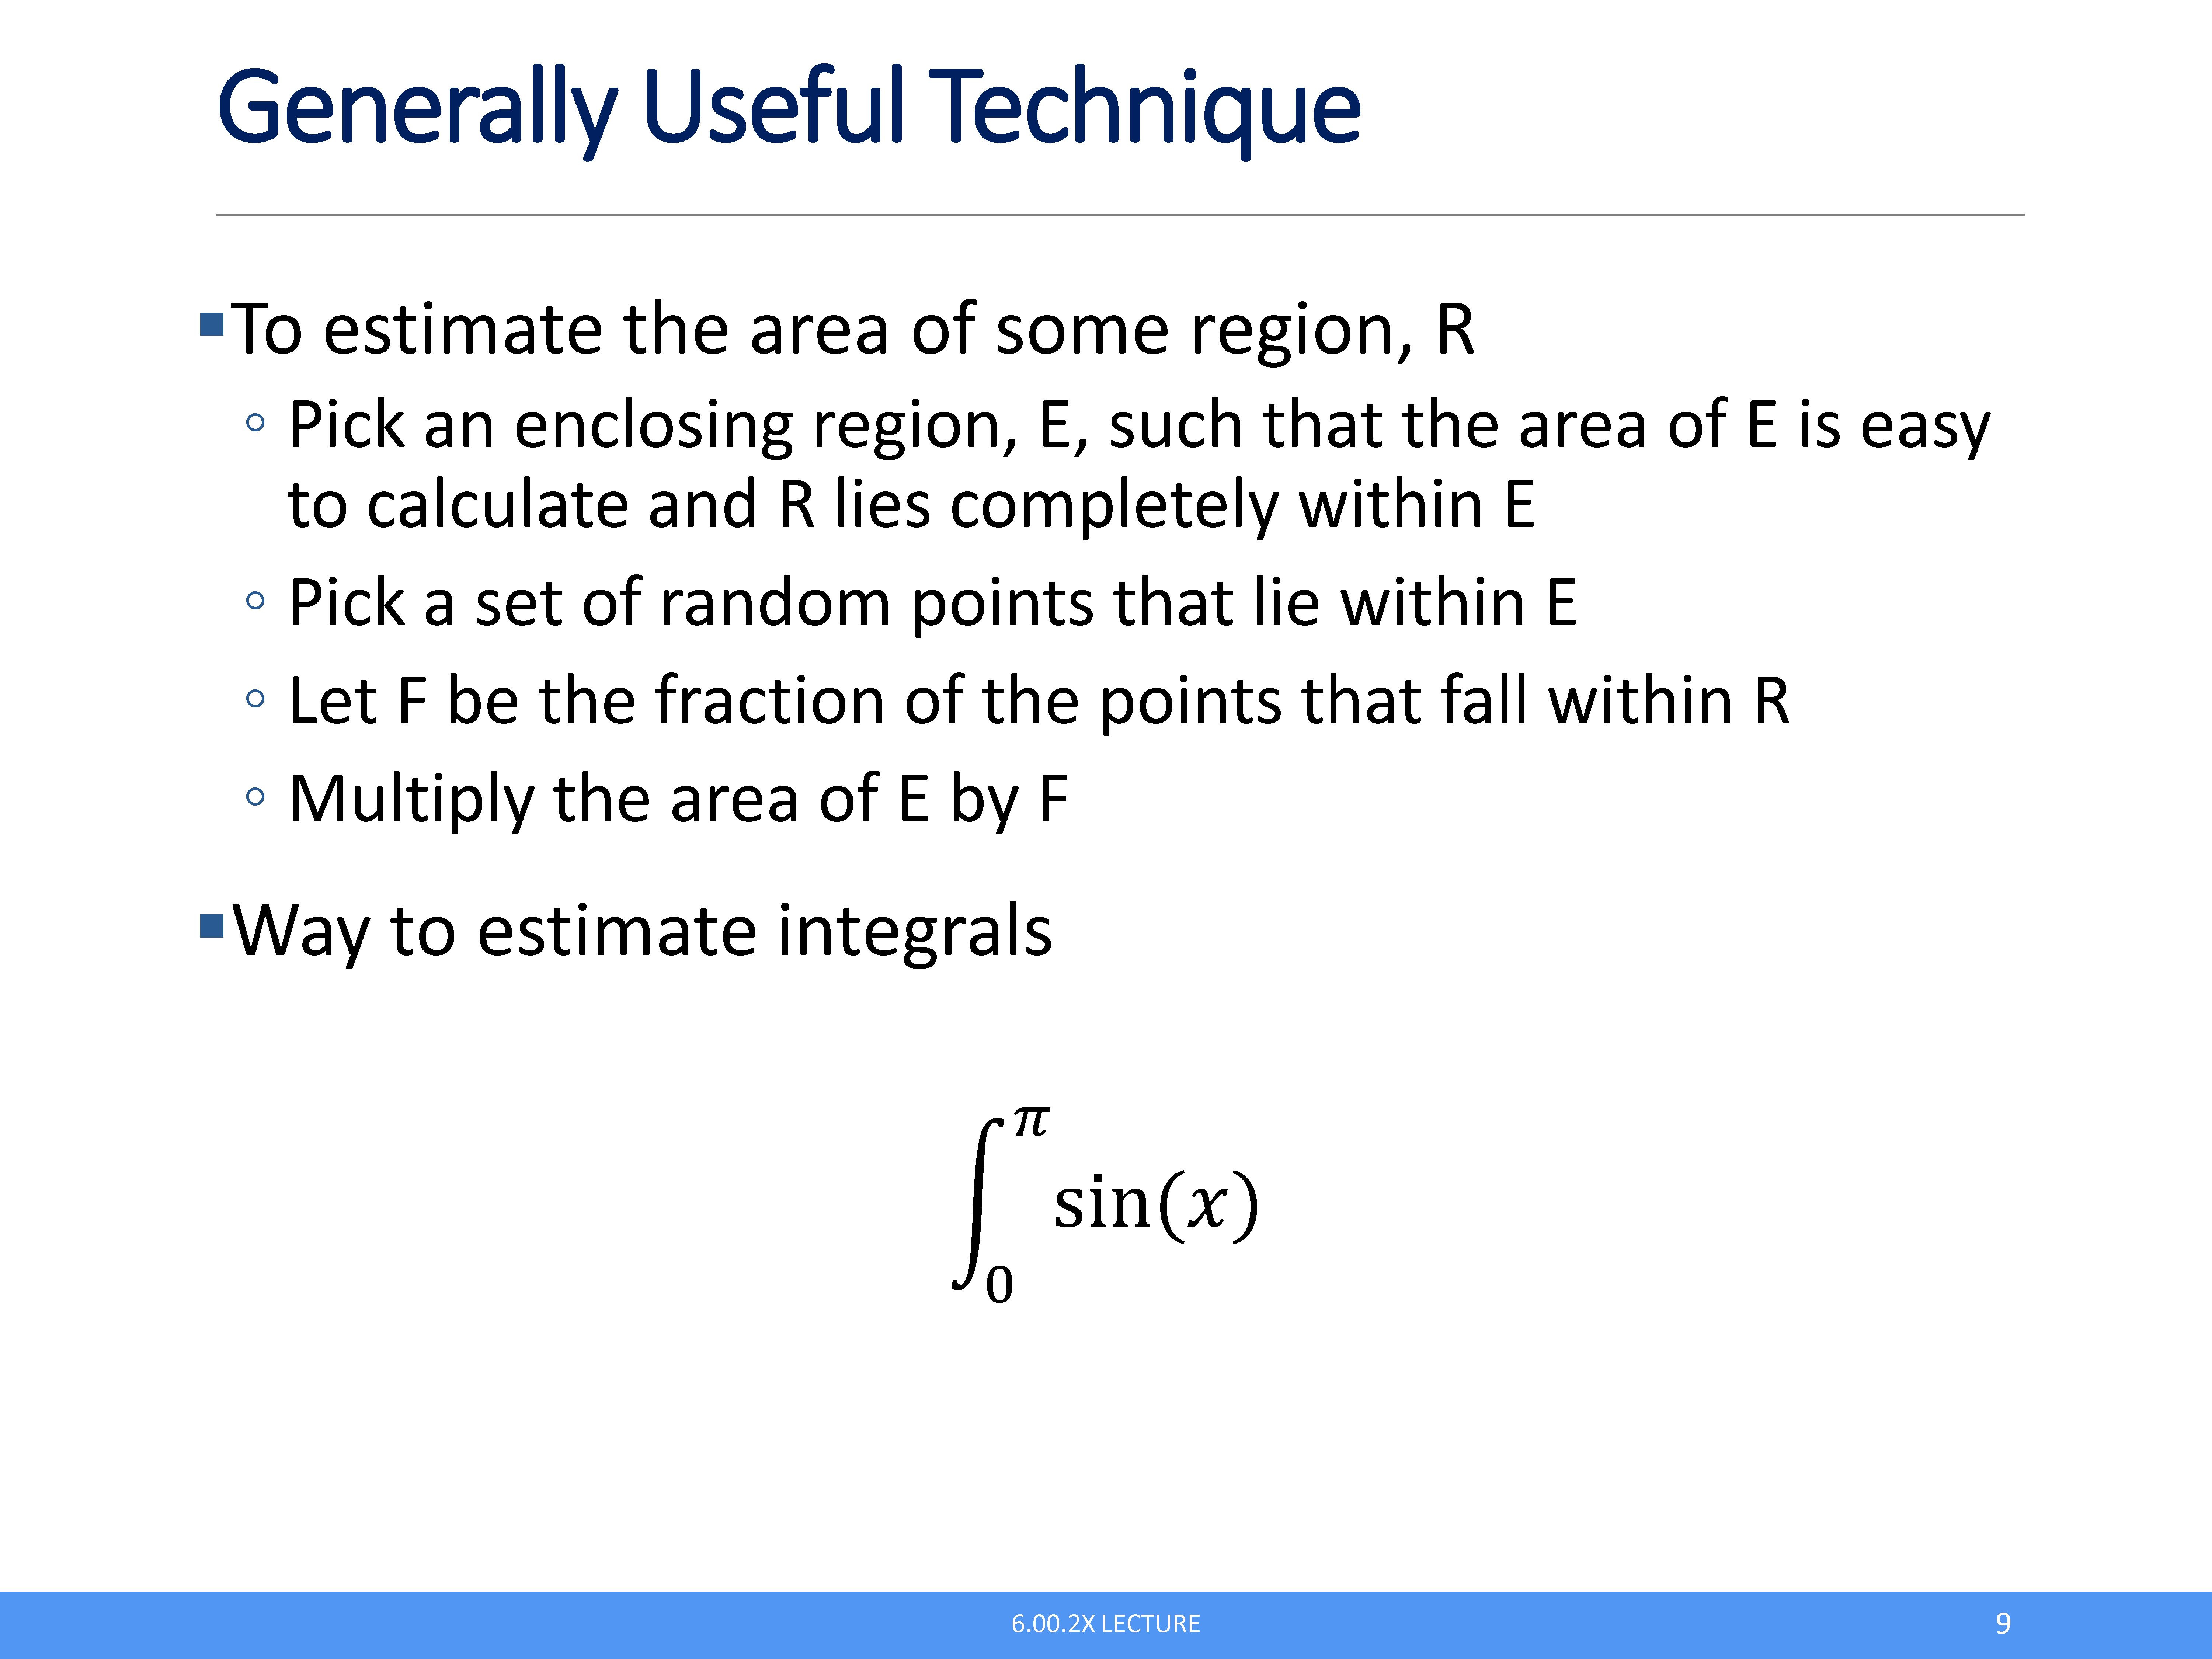 Generally Useful Technique
▪To estimate the area of some region, R
◦ Pick an enclosing region, E, such that the area of E is easy
to calculate and R lies completely within E
◦ Pick a set of random points that lie within E
◦ Let F be the fraction of the points that fall within R
◦ Multiply the area of E by F
▪Way to estimate integrals
∫₀^𝜋 sin(𝑥)
6.00.2X LECTURE 9